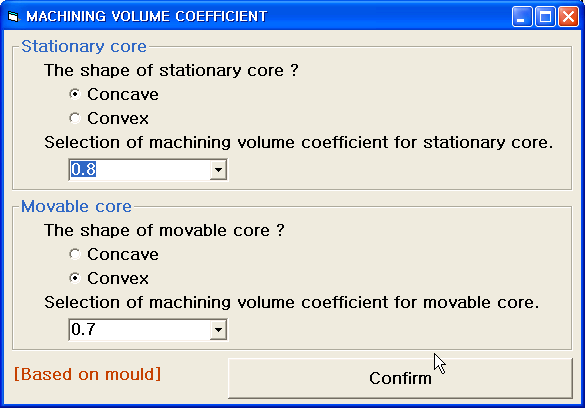 MACHINING VOLUME COEFFICIENT
Stationary core
The shape of stationary core ?
Concave
Convex
Selection of machining volume coefficient for stationary core.
0.8
Movable core
The shape of movable core ?
Concave
Convex
Selection of machining volume coefficient for movable core.
0.7
[Based on mould]
Confirm